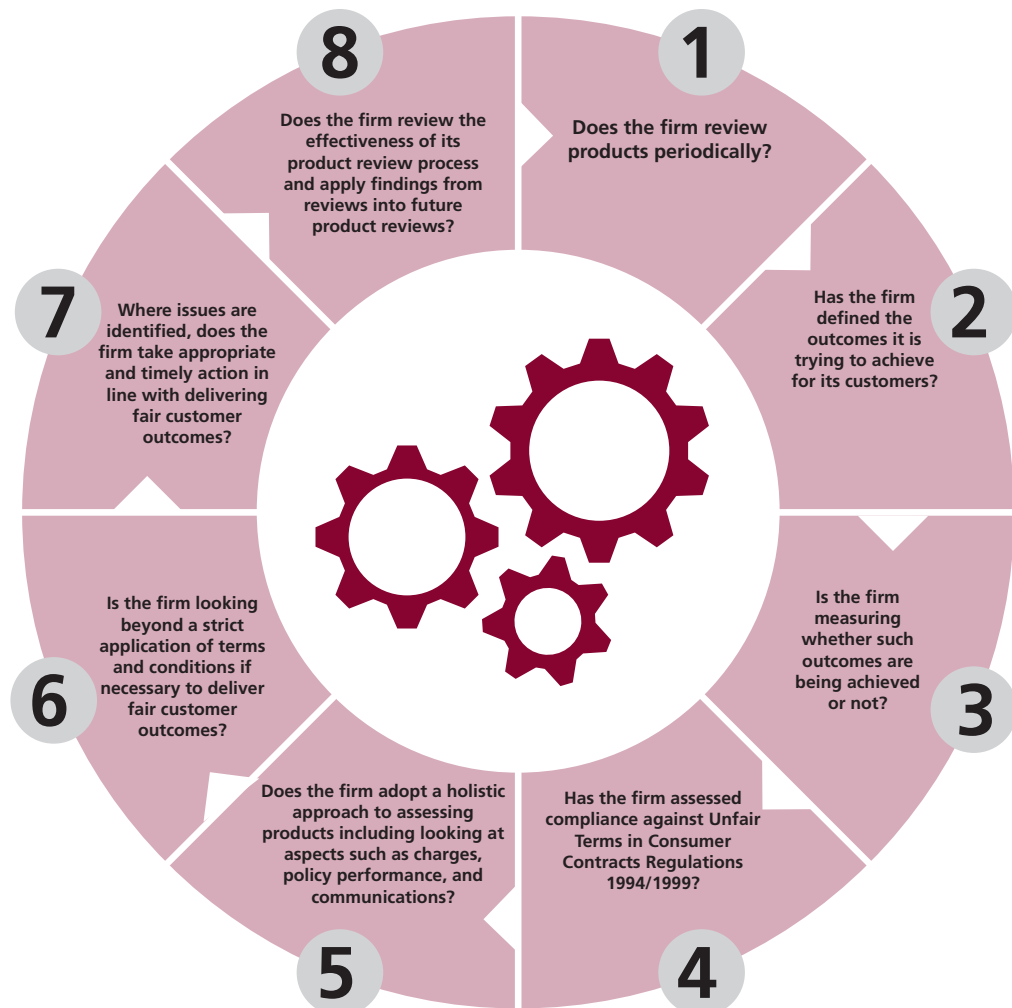 1
Does the firm review
products periodically?
2
Has the firm
defined the
outcomes it is
trying to achieve
for its customers?
3
Is the firm
measuring
whether such
outcomes are
being achieved
or not?
4
Has the firm assessed
compliance against Unfair
Terms in Consumer
Contracts Regulations
1994/1999?
5
Does the firm adopt a holistic
approach to assessing
products including looking at
aspects such as charges,
policy performance, and
communications?
6
Is the firm looking
beyond a strict
application of terms
and conditions if
necessary to deliver
fair customer
outcomes?
7
Where issues are
identified, does the
firm take appropriate
and timely action in
line with delivering
fair customer
outcomes?
8
Does the firm review the
effectiveness of its
product review process
and apply findings from
reviews into future
product reviews?